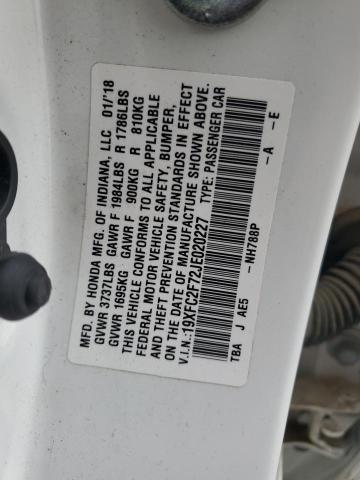 MFD. BY HONDA MFG. OF INDIANA, LLC 01/'18
GVWR 3737LBS GAWR F 1984LBS R 1786LBS
GVWR 1695KG GAWR F 900KG R 810KG
THIS VEHICLE CONFORMS TO ALL APPLICABLE
FEDERAL MOTOR VEHICLE SAFETY, BUMPER,
AND THEFT PREVENTION STANDARDS IN EFFECT
ON THE DATE OF MANUFACTURE SHOWN ABOVE.
V.I.N.:19XFC2F72JE020227 TYPE: PASSENGER CAR
TBA J AE5 -NH788P -A -E